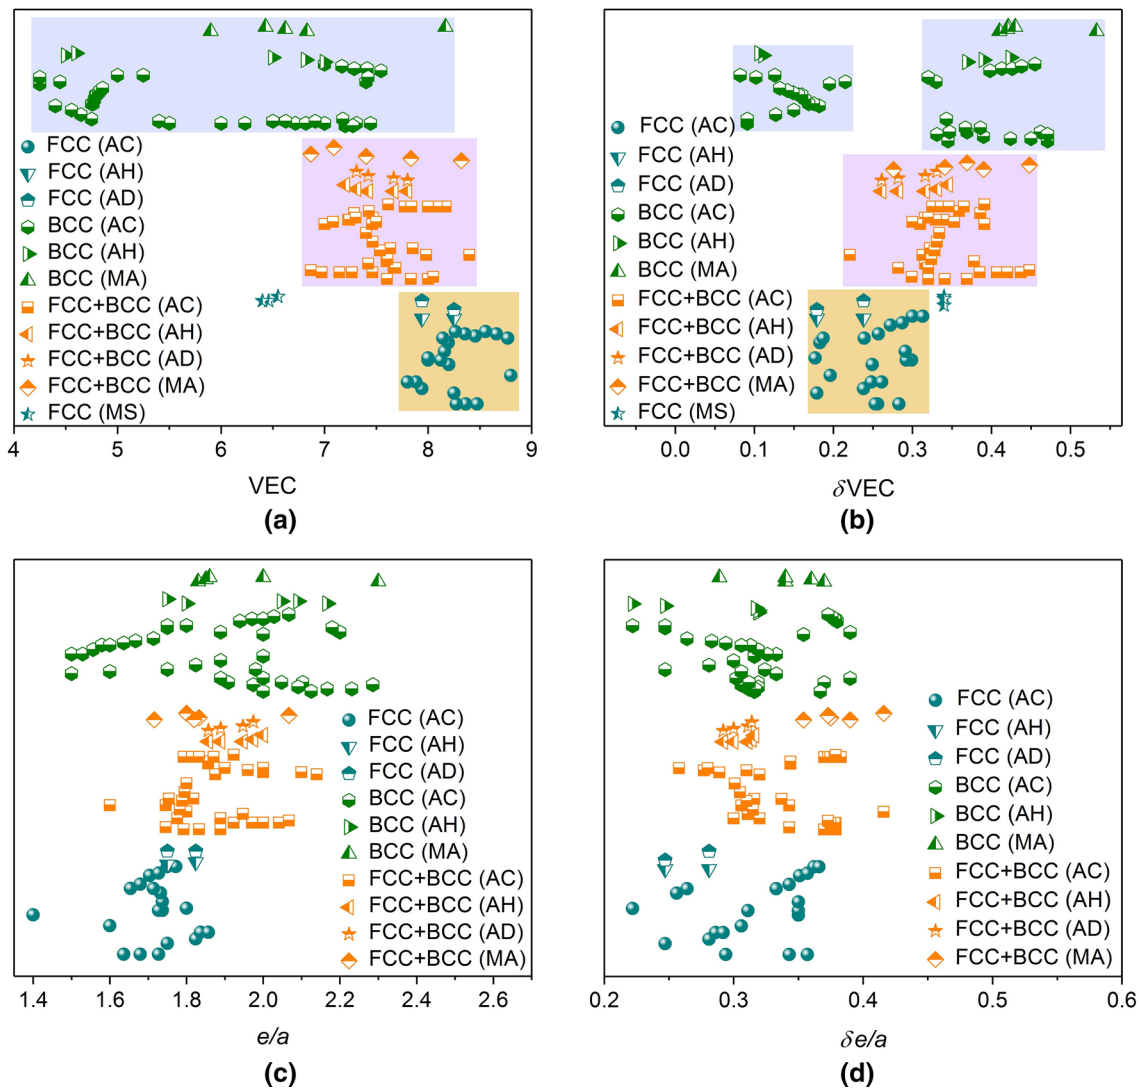 FCC (AC)
FCC (AH)
FCC (AD)
BCC (AC)
BCC (AH)
BCC (MA)
FCC+BCC (AC)
FCC+BCC (AH)
FCC+BCC (AD)
FCC+BCC (MA)
FCC (MS)
4 5 6 7 8 9
VEC
(a)
FCC (AC)
FCC (AH)
FCC (AD)
BCC (AC)
BCC (AH)
BCC (MA)
FCC+BCC (AC)
FCC+BCC (AH)
FCC+BCC (AD)
FCC+BCC (MA)
FCC (MS)
0.0 0.1 0.2 0.3 0.4 0.5
δVEC
(b)
FCC (AC)
FCC (AH)
FCC (AD)
BCC (AC)
BCC (AH)
BCC (MA)
FCC+BCC (AC)
FCC+BCC (AH)
FCC+BCC (AD)
FCC+BCC (MA)
1.4 1.6 1.8 2.0 2.2 2.4 2.6
e/a
(c)
FCC (AC)
FCC (AH)
FCC (AD)
BCC (AC)
BCC (AH)
BCC (MA)
FCC+BCC (AC)
FCC+BCC (AH)
FCC+BCC (AD)
FCC+BCC (MA)
0.2 0.3 0.4 0.5 0.6
δe/a
(d)